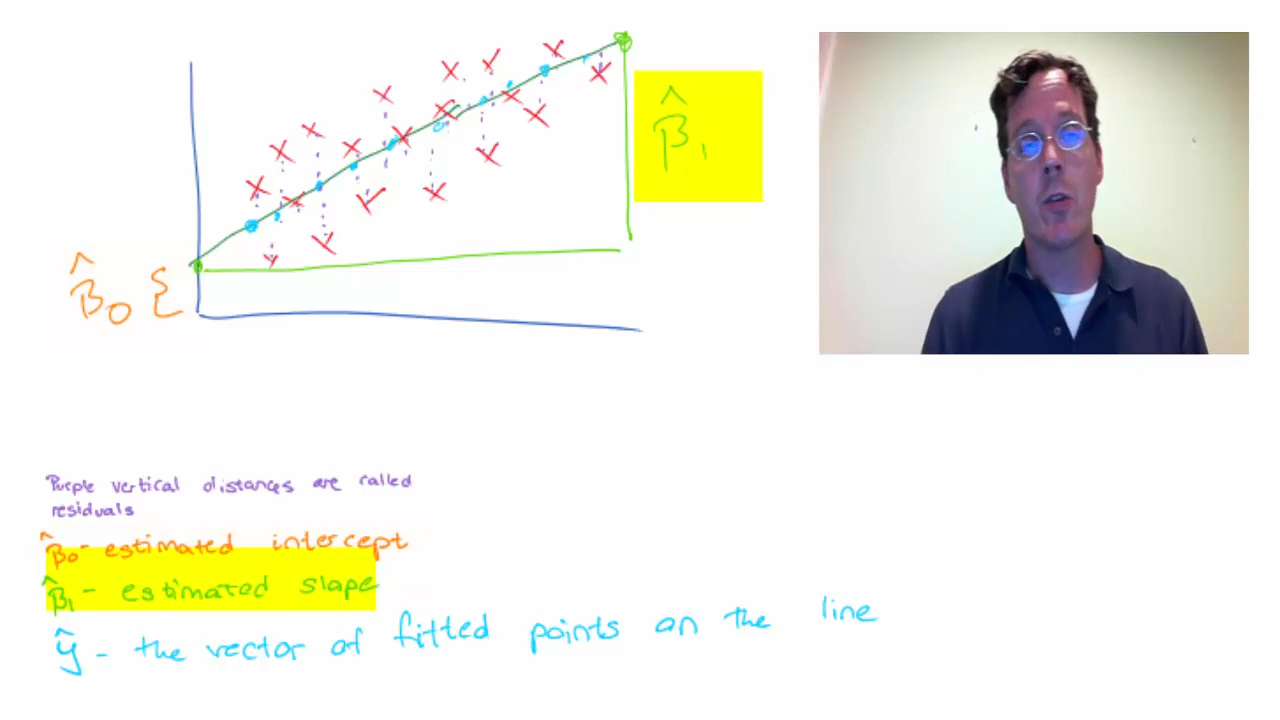 β̂₁
β̂₀
Purple vertical distances are called
residuals
β̂₀ - estimated intercept
β̂₁ - estimated slope
ŷ - the vector of fitted points on the line